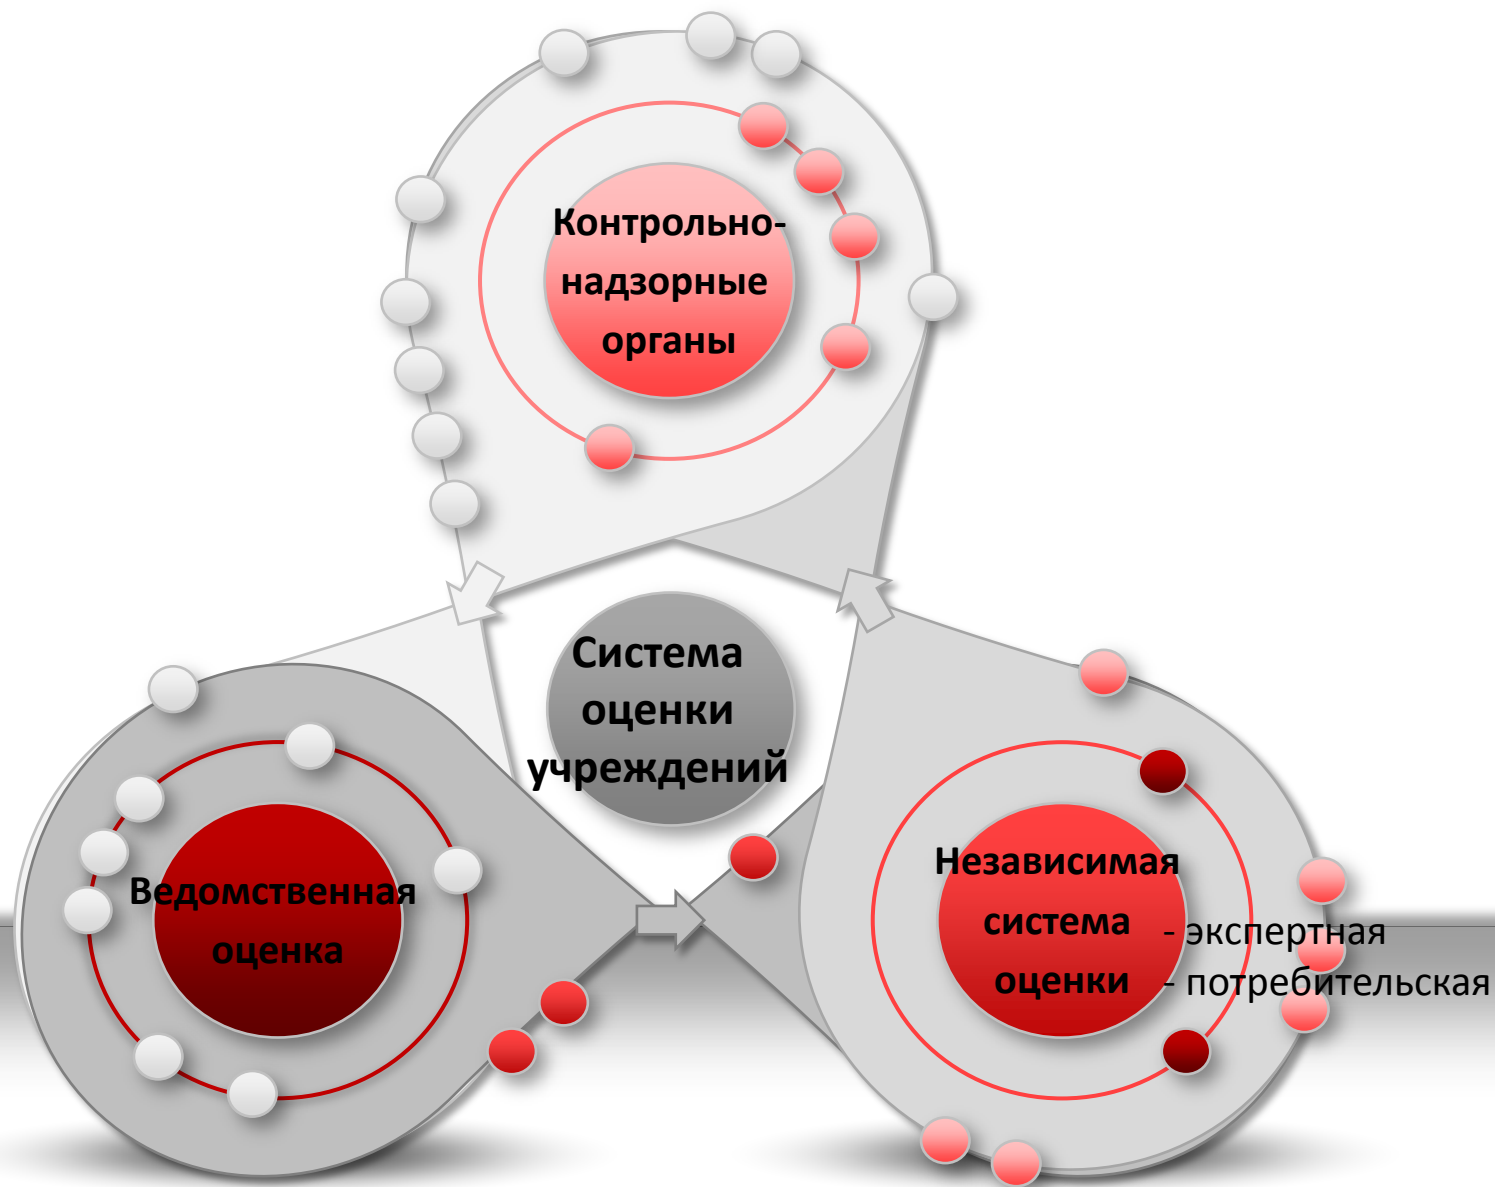 Контрольно-
надзорные
органы
Система
оценки
учреждений
Ведомственная
оценка
Независимая
система
оценки
- экспертная
- потребительская